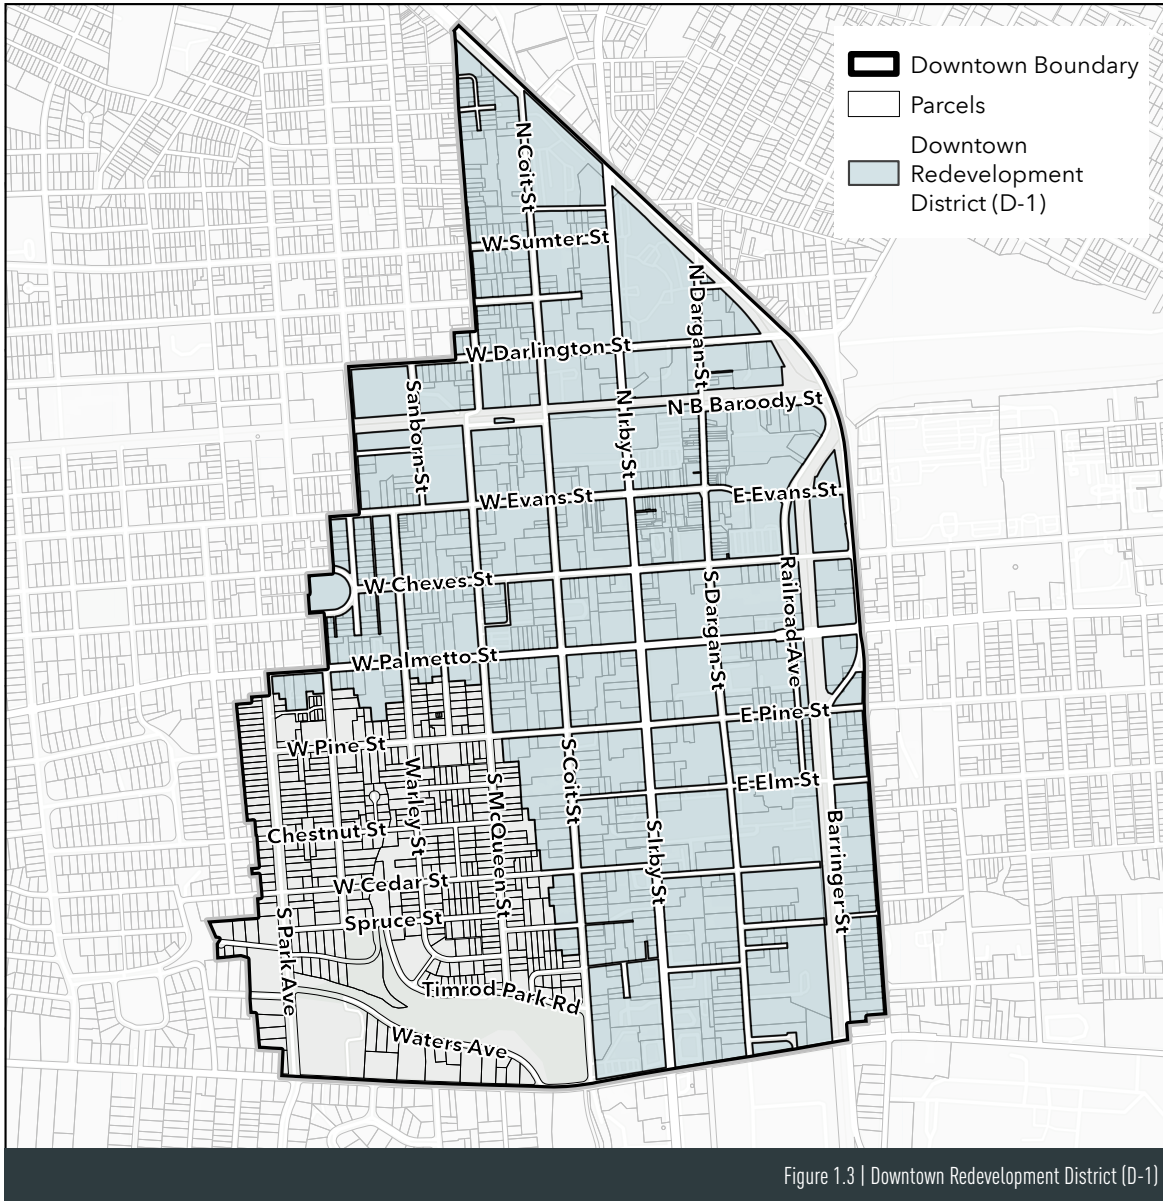 Downtown Boundary
Parcels
Downtown
Redevelopment
District (D-1)
N Coit St
W Sumter St
N Dargan St
W Darlington St
Sanborn St
N Irby St
N B Baroody St
W Evans St
E Evans St
W Cheves St
Railroad Ave
S Dargan St
W Palmetto St
E Pine St
W Pine St
S Coit St
Warley St
S McQueen St
E Elm St
Chestnut St
S Irby St
Barringer St
W Cedar St
Spruce St
S Park Ave
Timrod Park Rd
Waters Ave
Figure 1.3 | Downtown Redevelopment District (D-1)